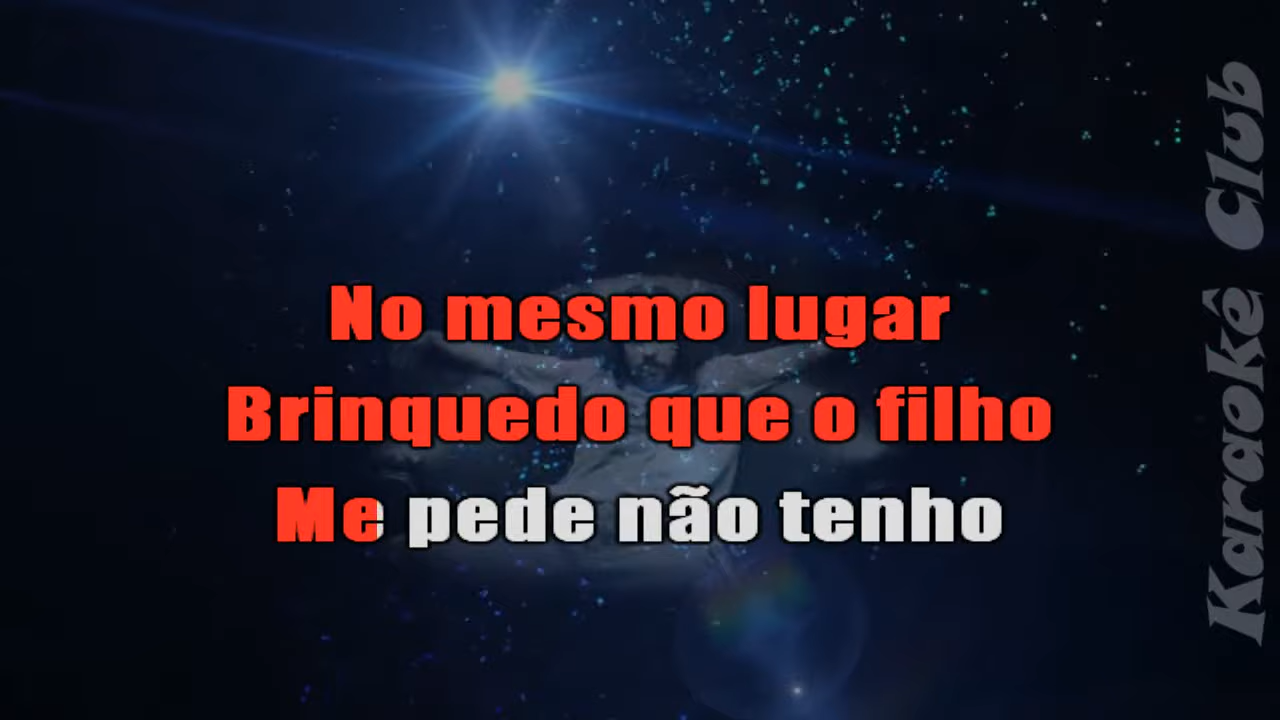 No mesmo lugar
Brinquedo que o filho
Me pede não tenho
Karaokê Club